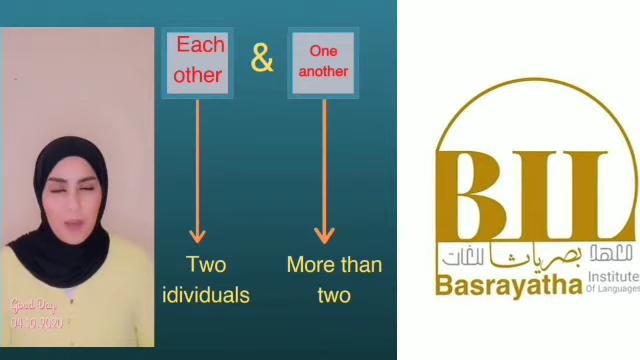 Each
other
&
One
another
Two
idividuals
More than
two
Good Day
04.10.2020
BIL
معهد بصرياثا للغات
Basrayatha Institute
Of Languages